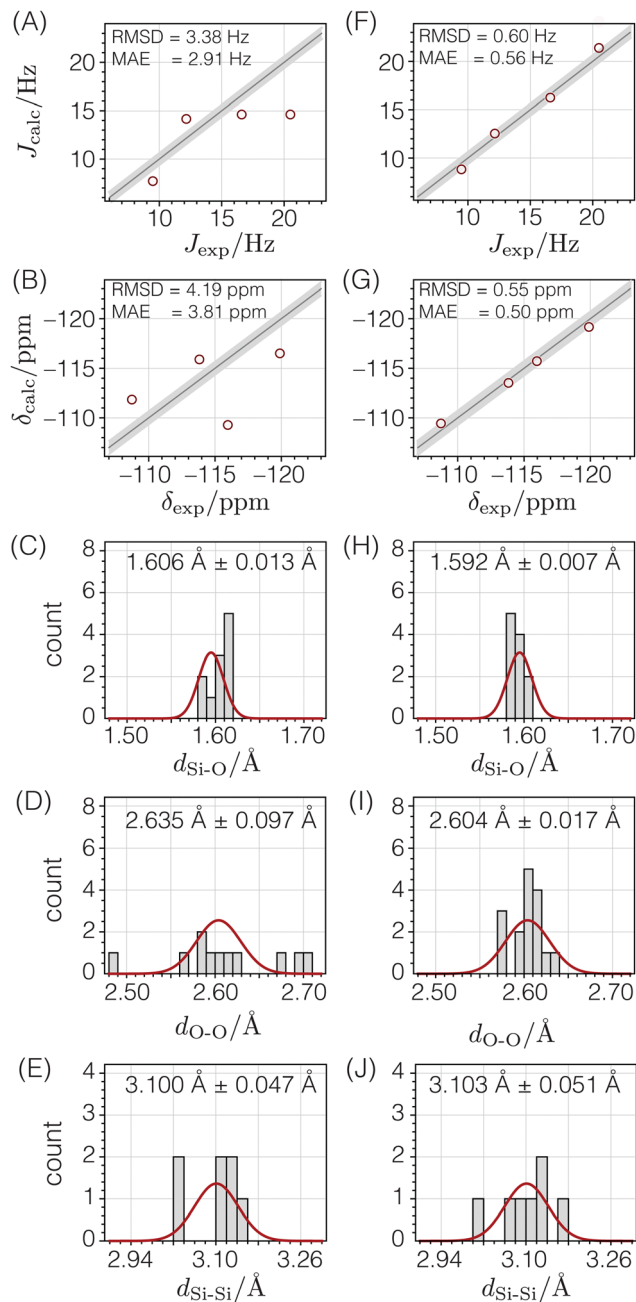 (A)
RMSD = 3.38 Hz
MAE = 2.91 Hz
J_calc/Hz
20
15
10
10 15 20
J_exp/Hz
(F)
RMSD = 0.60 Hz
MAE = 0.56 Hz
20
15
10
10 15 20
J_exp/Hz
(B)
RMSD = 4.19 ppm
MAE = 3.81 ppm
δ_calc/ppm
−120
−115
−110
−110 −115 −120
δ_exp/ppm
(G)
RMSD = 0.55 ppm
MAE = 0.50 ppm
−120
−115
−110
−110 −115 −120
δ_exp/ppm
(C)
1.606 Å ± 0.013 Å
count
8
6
4
2
0
1.50 1.60 1.70
d_Si-O/Å
(H)
1.592 Å ± 0.007 Å
8
6
4
2
0
1.50 1.60 1.70
d_Si-O/Å
(D)
2.635 Å ± 0.097 Å
count
8
6
4
2
0
2.50 2.60 2.70
d_O-O/Å
(I)
2.604 Å ± 0.017 Å
8
6
4
2
0
2.50 2.60 2.70
d_O-O/Å
(E)
3.100 Å ± 0.047 Å
count
4
3
2
1
0
2.94 3.10 3.26
d_Si-Si/Å
(J)
3.103 Å ± 0.051 Å
4
3
2
1
0
2.94 3.10 3.26
d_Si-Si/Å